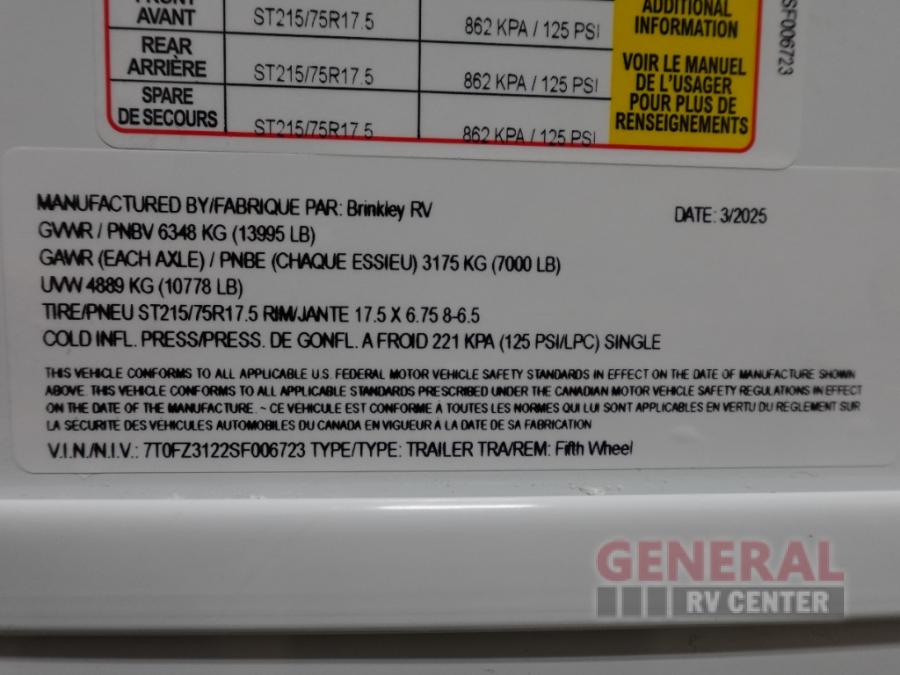 FRONT
AVANT
ST215/75R17.5
862 KPA / 125 PSI
REAR
ARRIÈRE
ST215/75R17.5
862 KPA / 125 PSI
SPARE
DE SECOURS
ST215/75R17.5
862 KPA / 125 PSI
ADDITIONAL
INFORMATION
VOIR LE MANUEL
DE L'USAGER
POUR PLUS DE
RENSEIGNEMENTS
SF006723
MANUFACTURED BY/FABRIQUE PAR: Brinkley RV
DATE: 3/2025
GVWR / PNBV 6348 KG (13995 LB)
GAWR (EACH AXLE) / PNBE (CHAQUE ESSIEU) 3175 KG (7000 LB)
UVW 4889 KG (10778 LB)
TIRE/PNEU ST215/75R17.5 RIM/JANTE 17.5 X 6.75 8-6.5
COLD INFL. PRESS/PRESS. DE GONFL. A FROID 221 KPA (125 PSI/LPC) SINGLE
THIS VEHICLE CONFORMS TO ALL APPLICABLE U.S. FEDERAL MOTOR VEHICLE SAFETY STANDARDS IN EFFECT ON THE DATE OF MANUFACTURE SHOWN
ABOVE. THIS VEHICLE CONFORMS TO ALL APPLICABLE STANDARDS PRESCRIBED UNDER THE CANADIAN MOTOR VEHICLE SAFETY REGULATIONS IN EFFECT
ON THE DATE OF THE MANUFACTURE. ~ CE VEHICULE EST CONFORME À TOUTES LES NORMES QUI LUI SONT APPLICABLES EN VERTU DU REGLEMENT SUR
LA SECURITE DES VEHICULES AUTOMOBILES DU CANADA EN VIGUEUR A LA DATE DE SA FABRICATION
V.I.N./N.I.V.: 7T0FZ3122SF006723 TYPE/TYPE: TRAILER TRA/REM: Fifth Wheel
GENERAL
RV CENTER